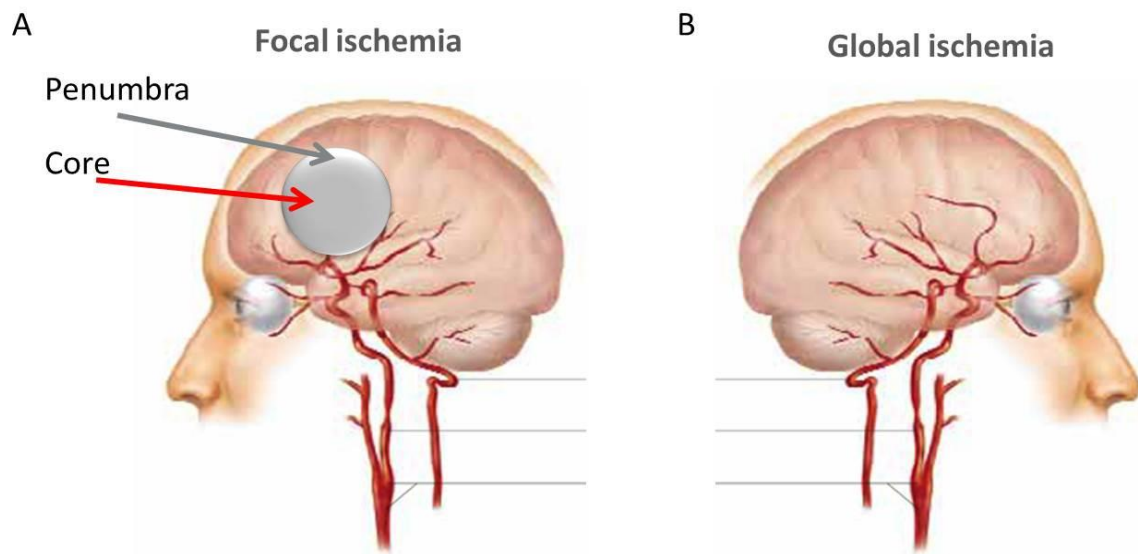 A
Focal ischemia
Penumbra
Core
B
Global ischemia